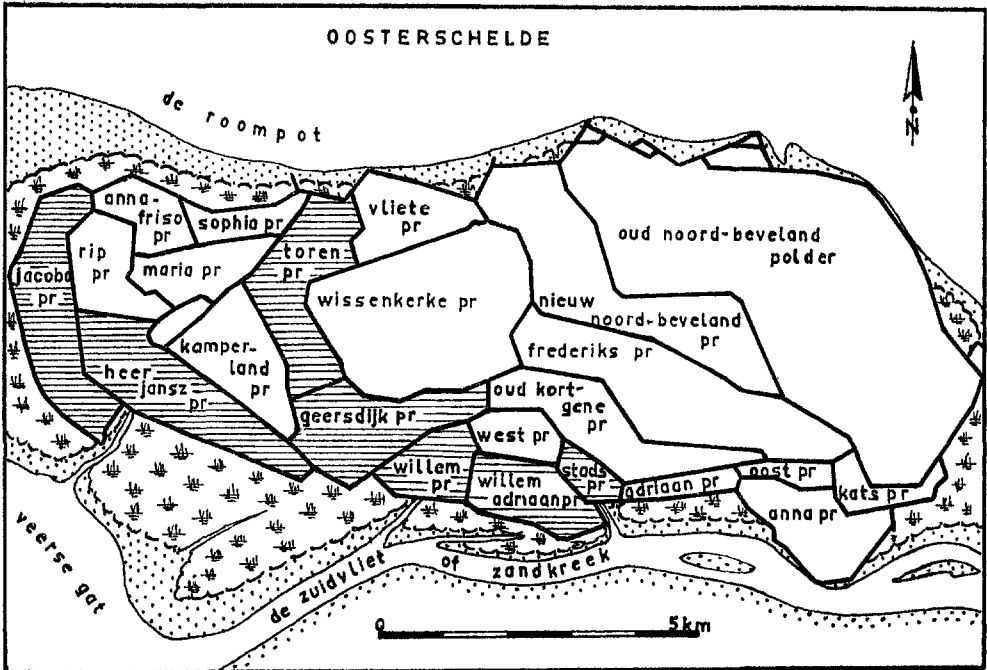 OOSTERSCHELDE
de roompot
N
anna-
friso
pr
sophia pr
vliete
pr
oud noord-beveland
polder
jacoba
pr
rip
pr
maria pr
toren
pr
wissenkerke pr
nieuw
noord-beveland
pr
kamper-
land
pr
frederiks pr
heer
jansz
pr
geersdijk pr
oud kort-
gene
pr
west pr
willem
pr
willem
adriaan pr
stads
pr
adriaan pr
oost pr
kats pr
anna pr
veerse gat
de zuidvliet of zandkreek
0 5km